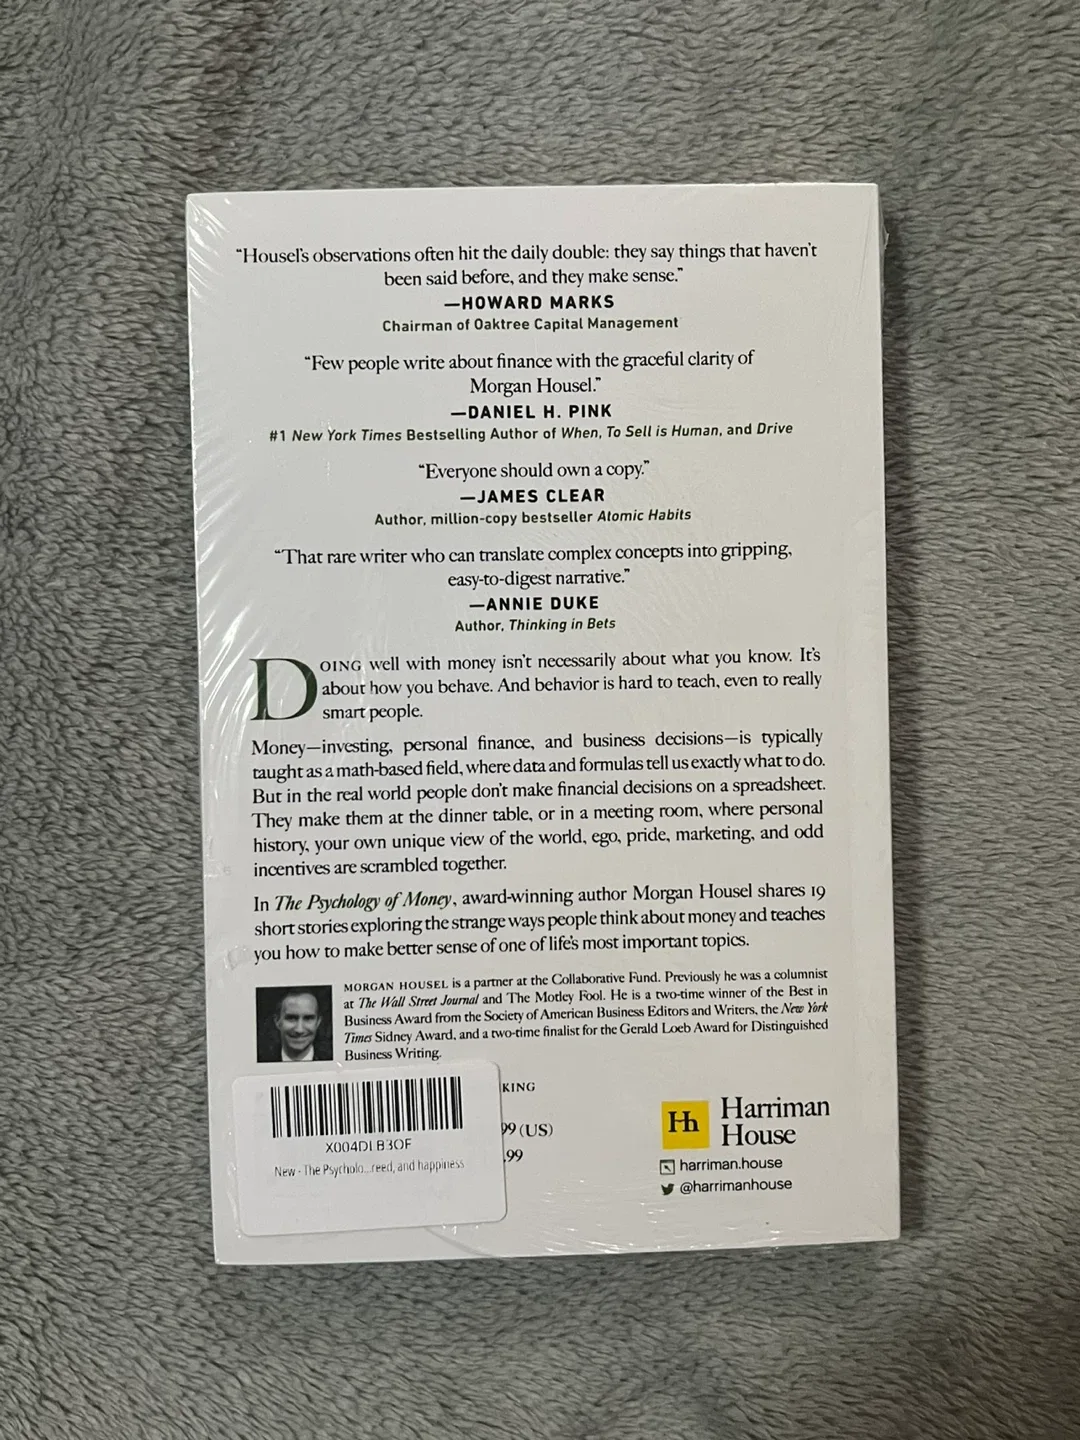 “Housel’s observations often hit the daily double: they say things that haven’t
been said before, and they make sense.”
—HOWARD MARKS
Chairman of Oaktree Capital Management
“Few people write about finance with the graceful clarity of
Morgan Housel.”
—DANIEL H. PINK
#1 New York Times Bestselling Author of When, To Sell is Human, and Drive
“Everyone should own a copy.”
—JAMES CLEAR
Author, million-copy bestseller Atomic Habits
“That rare writer who can translate complex concepts into gripping,
easy-to-digest narrative.”
—ANNIE DUKE
Author, Thinking in Bets
DOING well with money isn’t necessarily about what you know. It’s
about how you behave. And behavior is hard to teach, even to really
smart people.
Money—investing, personal finance, and business decisions—is typically
taught as a math-based field, where data and formulas tell us exactly what to do.
But in the real world people don’t make financial decisions on a spreadsheet.
They make them at the dinner table, or in a meeting room, where personal
history, your own unique view of the world, ego, pride, marketing, and odd
incentives are scrambled together.
In The Psychology of Money, award-winning author Morgan Housel shares 19
short stories exploring the strange ways people think about money and teaches
you how to make better sense of one of life’s most important topics.
MORGAN HOUSEL is a partner at the Collaborative Fund. Previously he was a columnist
at The Wall Street Journal and The Motley Fool. He is a two-time winner of the Best in
Business Award from the Society of American Business Editors and Writers, the New York
Times Sidney Award, and a two-time finalist for the Gerald Loeb Award for Distinguished
Business Writing.
KING
99 (US)
.99
X004DLB3OF
New - The Psycholo...reed, and happiness
Hh
Harriman
House
harriman.house
@harrimanhouse